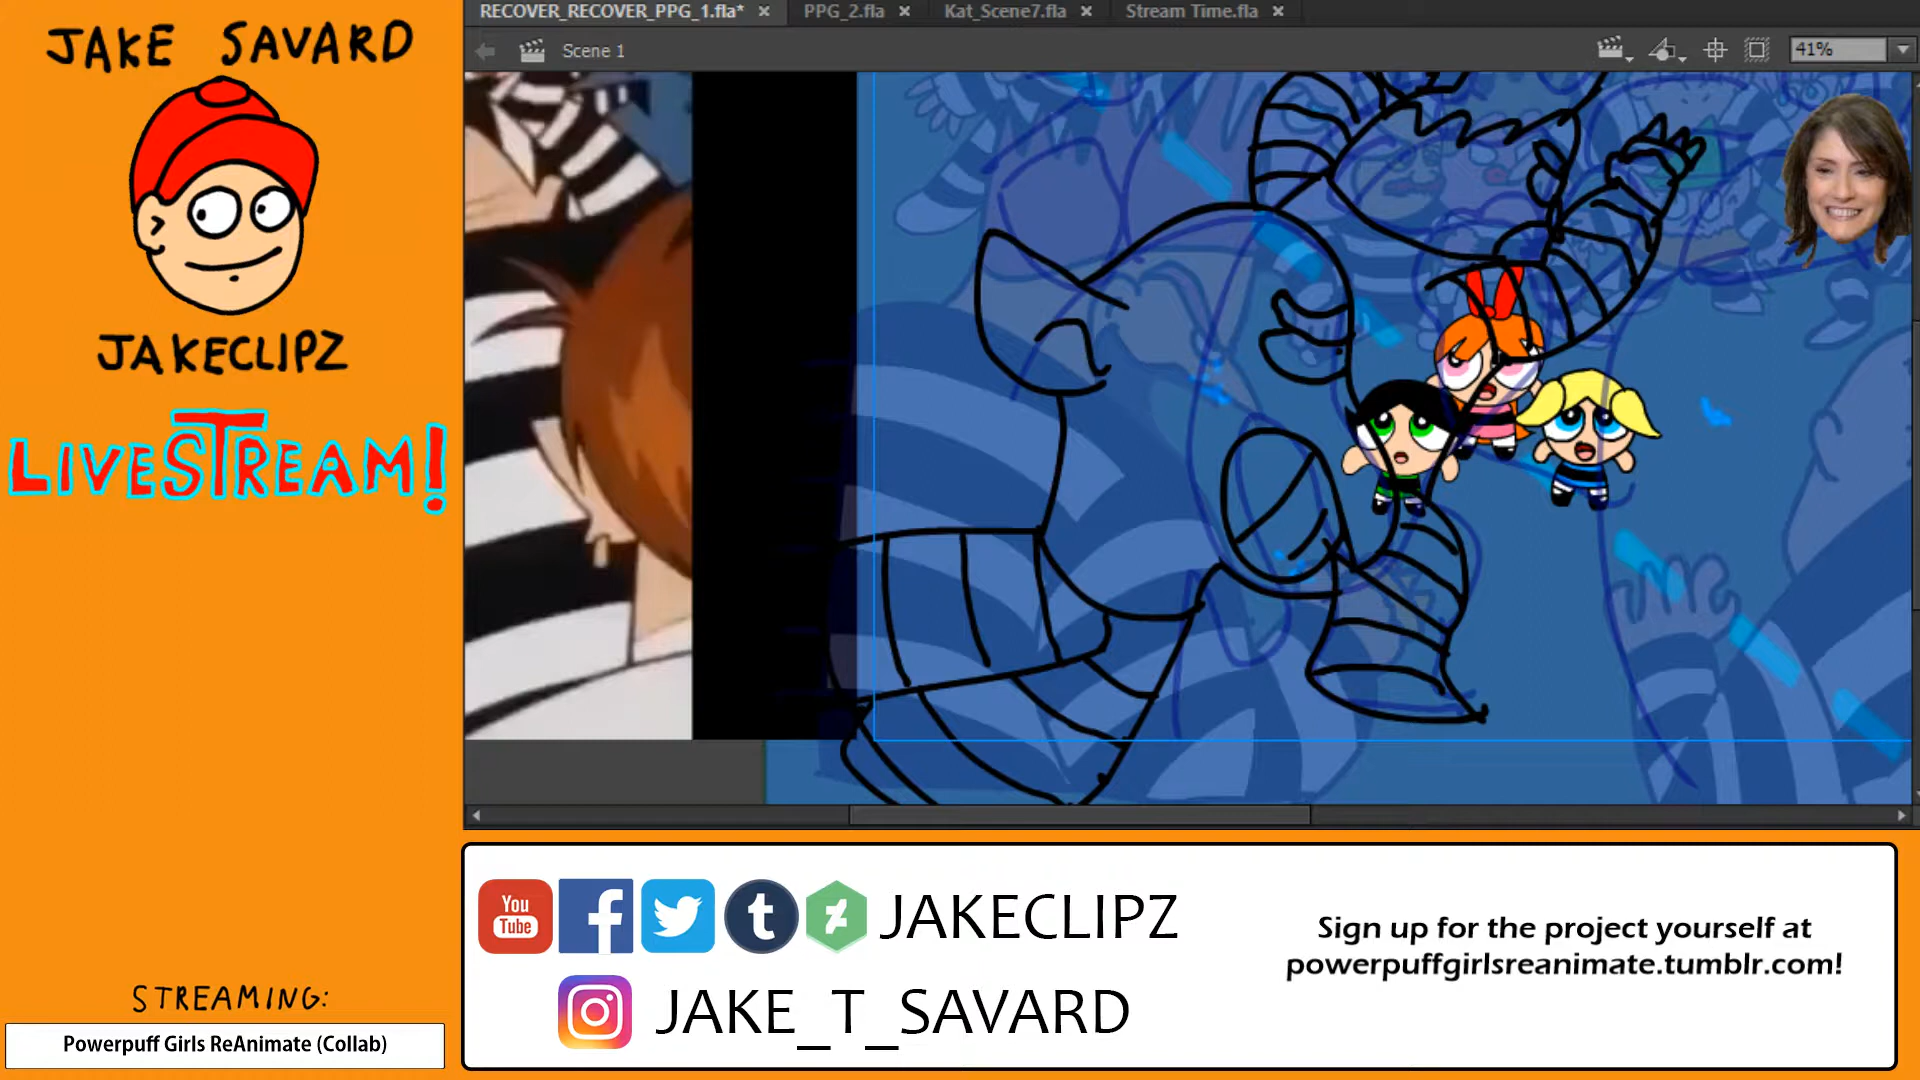 JAKE SAVARD
JAKECLIPZ
LIVESTREAM!
STREAMING:
Powerpuff Girls ReAnimate (Collab)
RECOVER_RECOVER_PPG_1.fla* ×
PPG_2.fla ×
Kat_Scene7.fla ×
Stream Time.fla ×
Scene 1
41%
You
Tube
f
t
JAKECLIPZ
JAKE_T_SAVARD
Sign up for the project yourself at
powerpuffgirlsreanimate.tumblr.com!